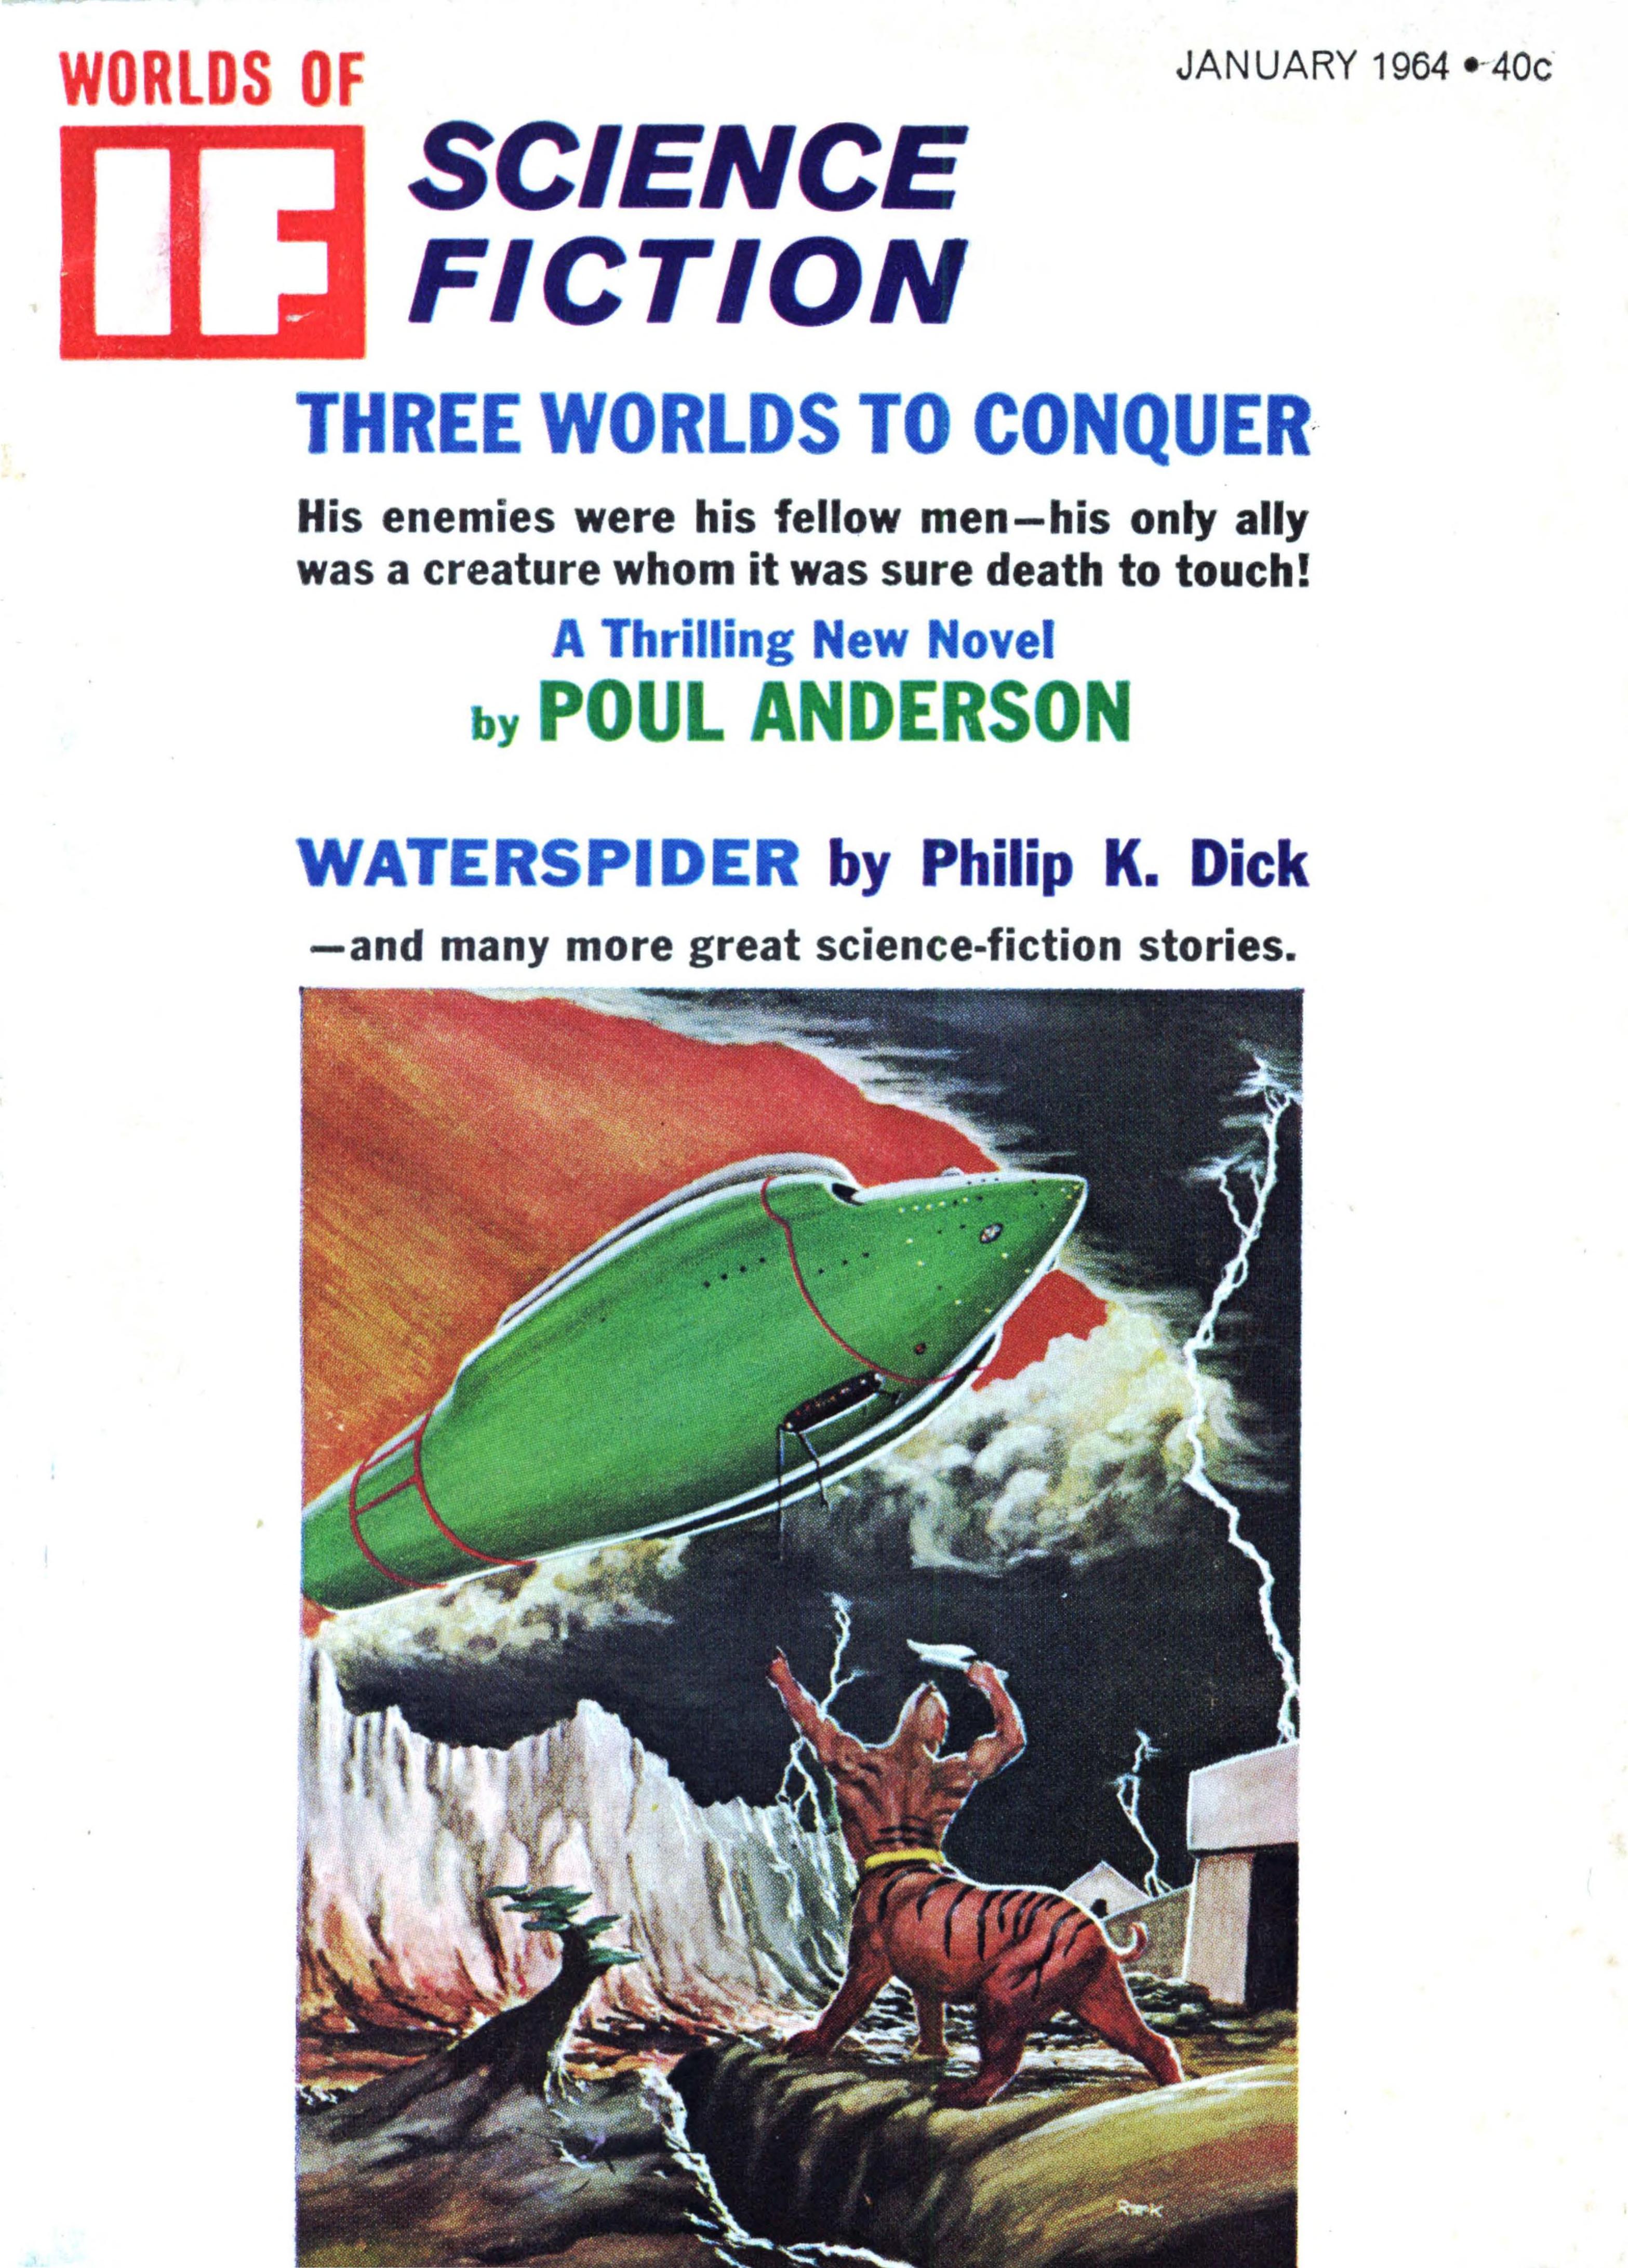 WORLDS OF
IF
SCIENCE
FICTION
JANUARY 1964 • 40c
THREE WORLDS TO CONQUER
His enemies were his fellow men—his only ally
was a creature whom it was sure death to touch!
A Thrilling New Novel
by POUL ANDERSON
WATERSPIDER by Philip K. Dick
—and many more great science-fiction stories.